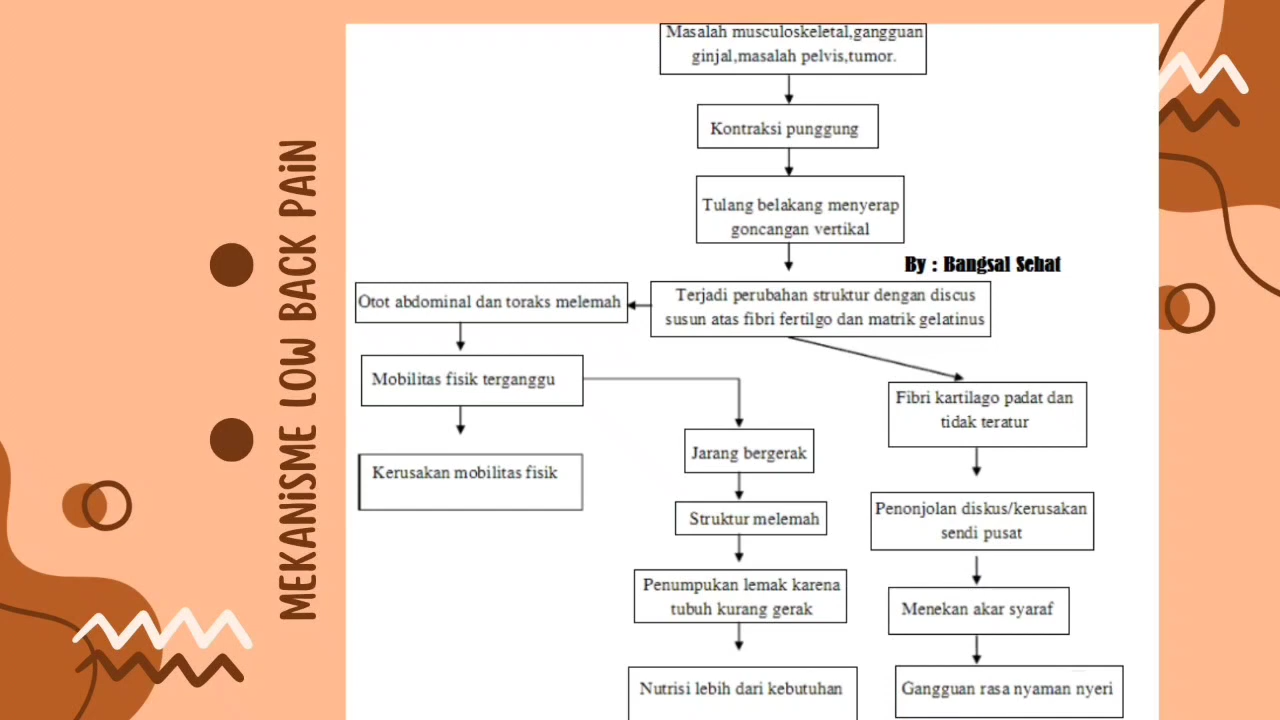 MEKANISME LOW BACK PAIN
Masalah musculoskeletal,gangguan
ginjal,masalah pelvis,tumor.
Kontraksi punggung
Tulang belakang menyerap
goncangan vertikal
By : Bangsal Sehat
Terjadi perubahan struktur dengan discus
susun atas fibri fertilgo dan matrik gelatinus
Otot abdominal dan toraks melemah
Mobilitas fisik terganggu
Kerusakan mobilitas fisik
Jarang bergerak
Struktur melemah
Penumpukan lemak karena
tubuh kurang gerak
Nutrisi lebih dari kebutuhan
Fibri kartilago padat dan
tidak teratur
Penonjolan diskus/kerusakan
sendi pusat
Menekan akar syaraf
Gangguan rasa nyaman nyeri